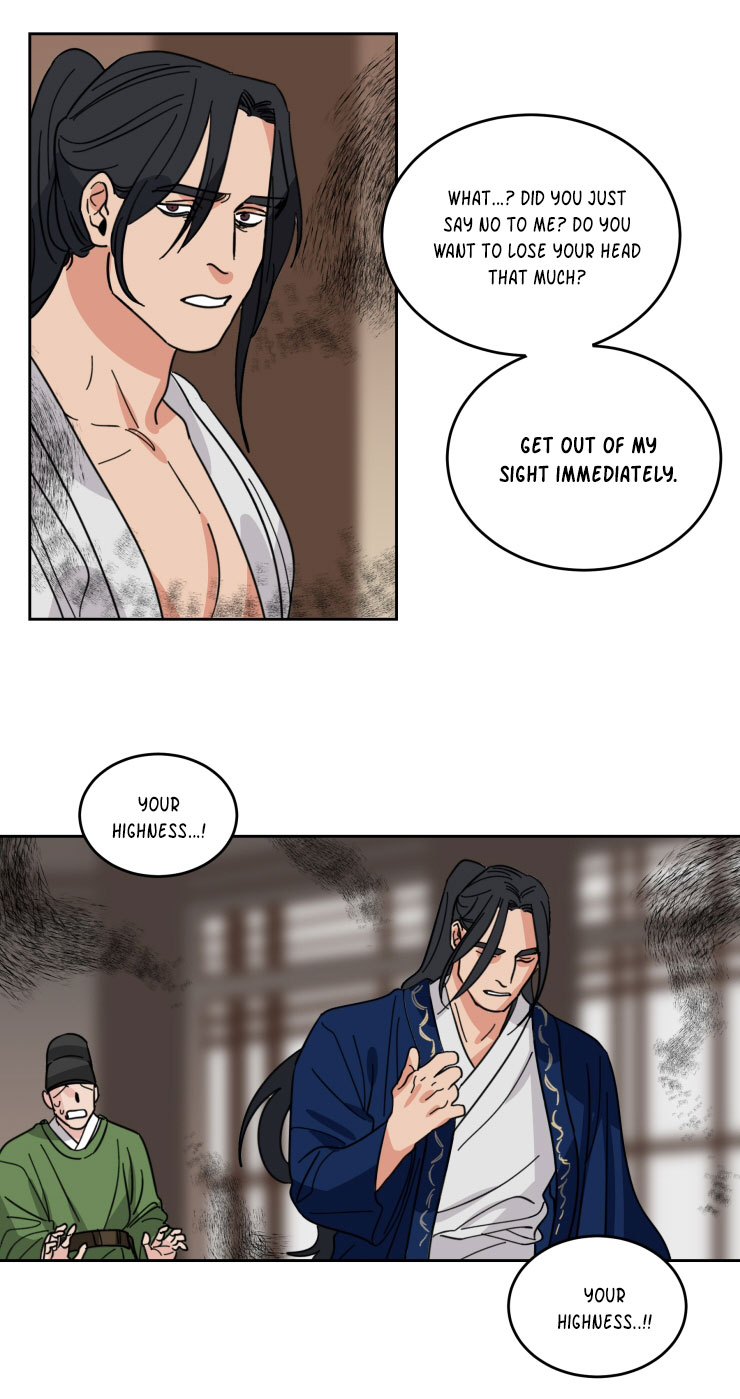 WHAT...? DID YOU JUST
SAY NO TO ME? DO YOU
WANT TO LOSE YOUR HEAD
THAT MUCH?
GET OUT OF MY
SIGHT IMMEDIATELY.
YOUR
HIGHNESS...!
YOUR
HIGHNESS..!!